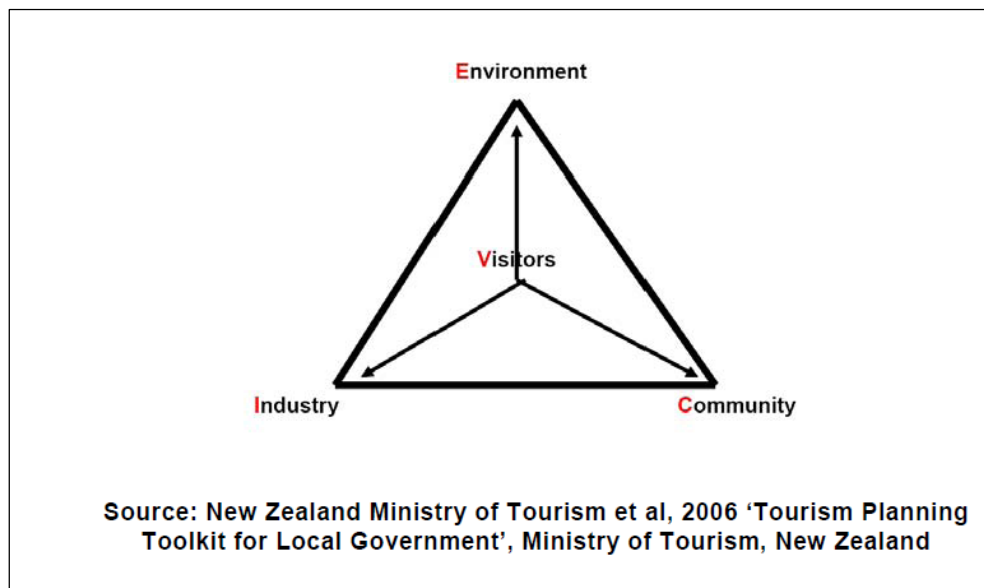 Environment
Visitors
Industry
Community
Source: New Zealand Ministry of Tourism et al, 2006 ‘Tourism Planning
Toolkit for Local Government’, Ministry of Tourism, New Zealand